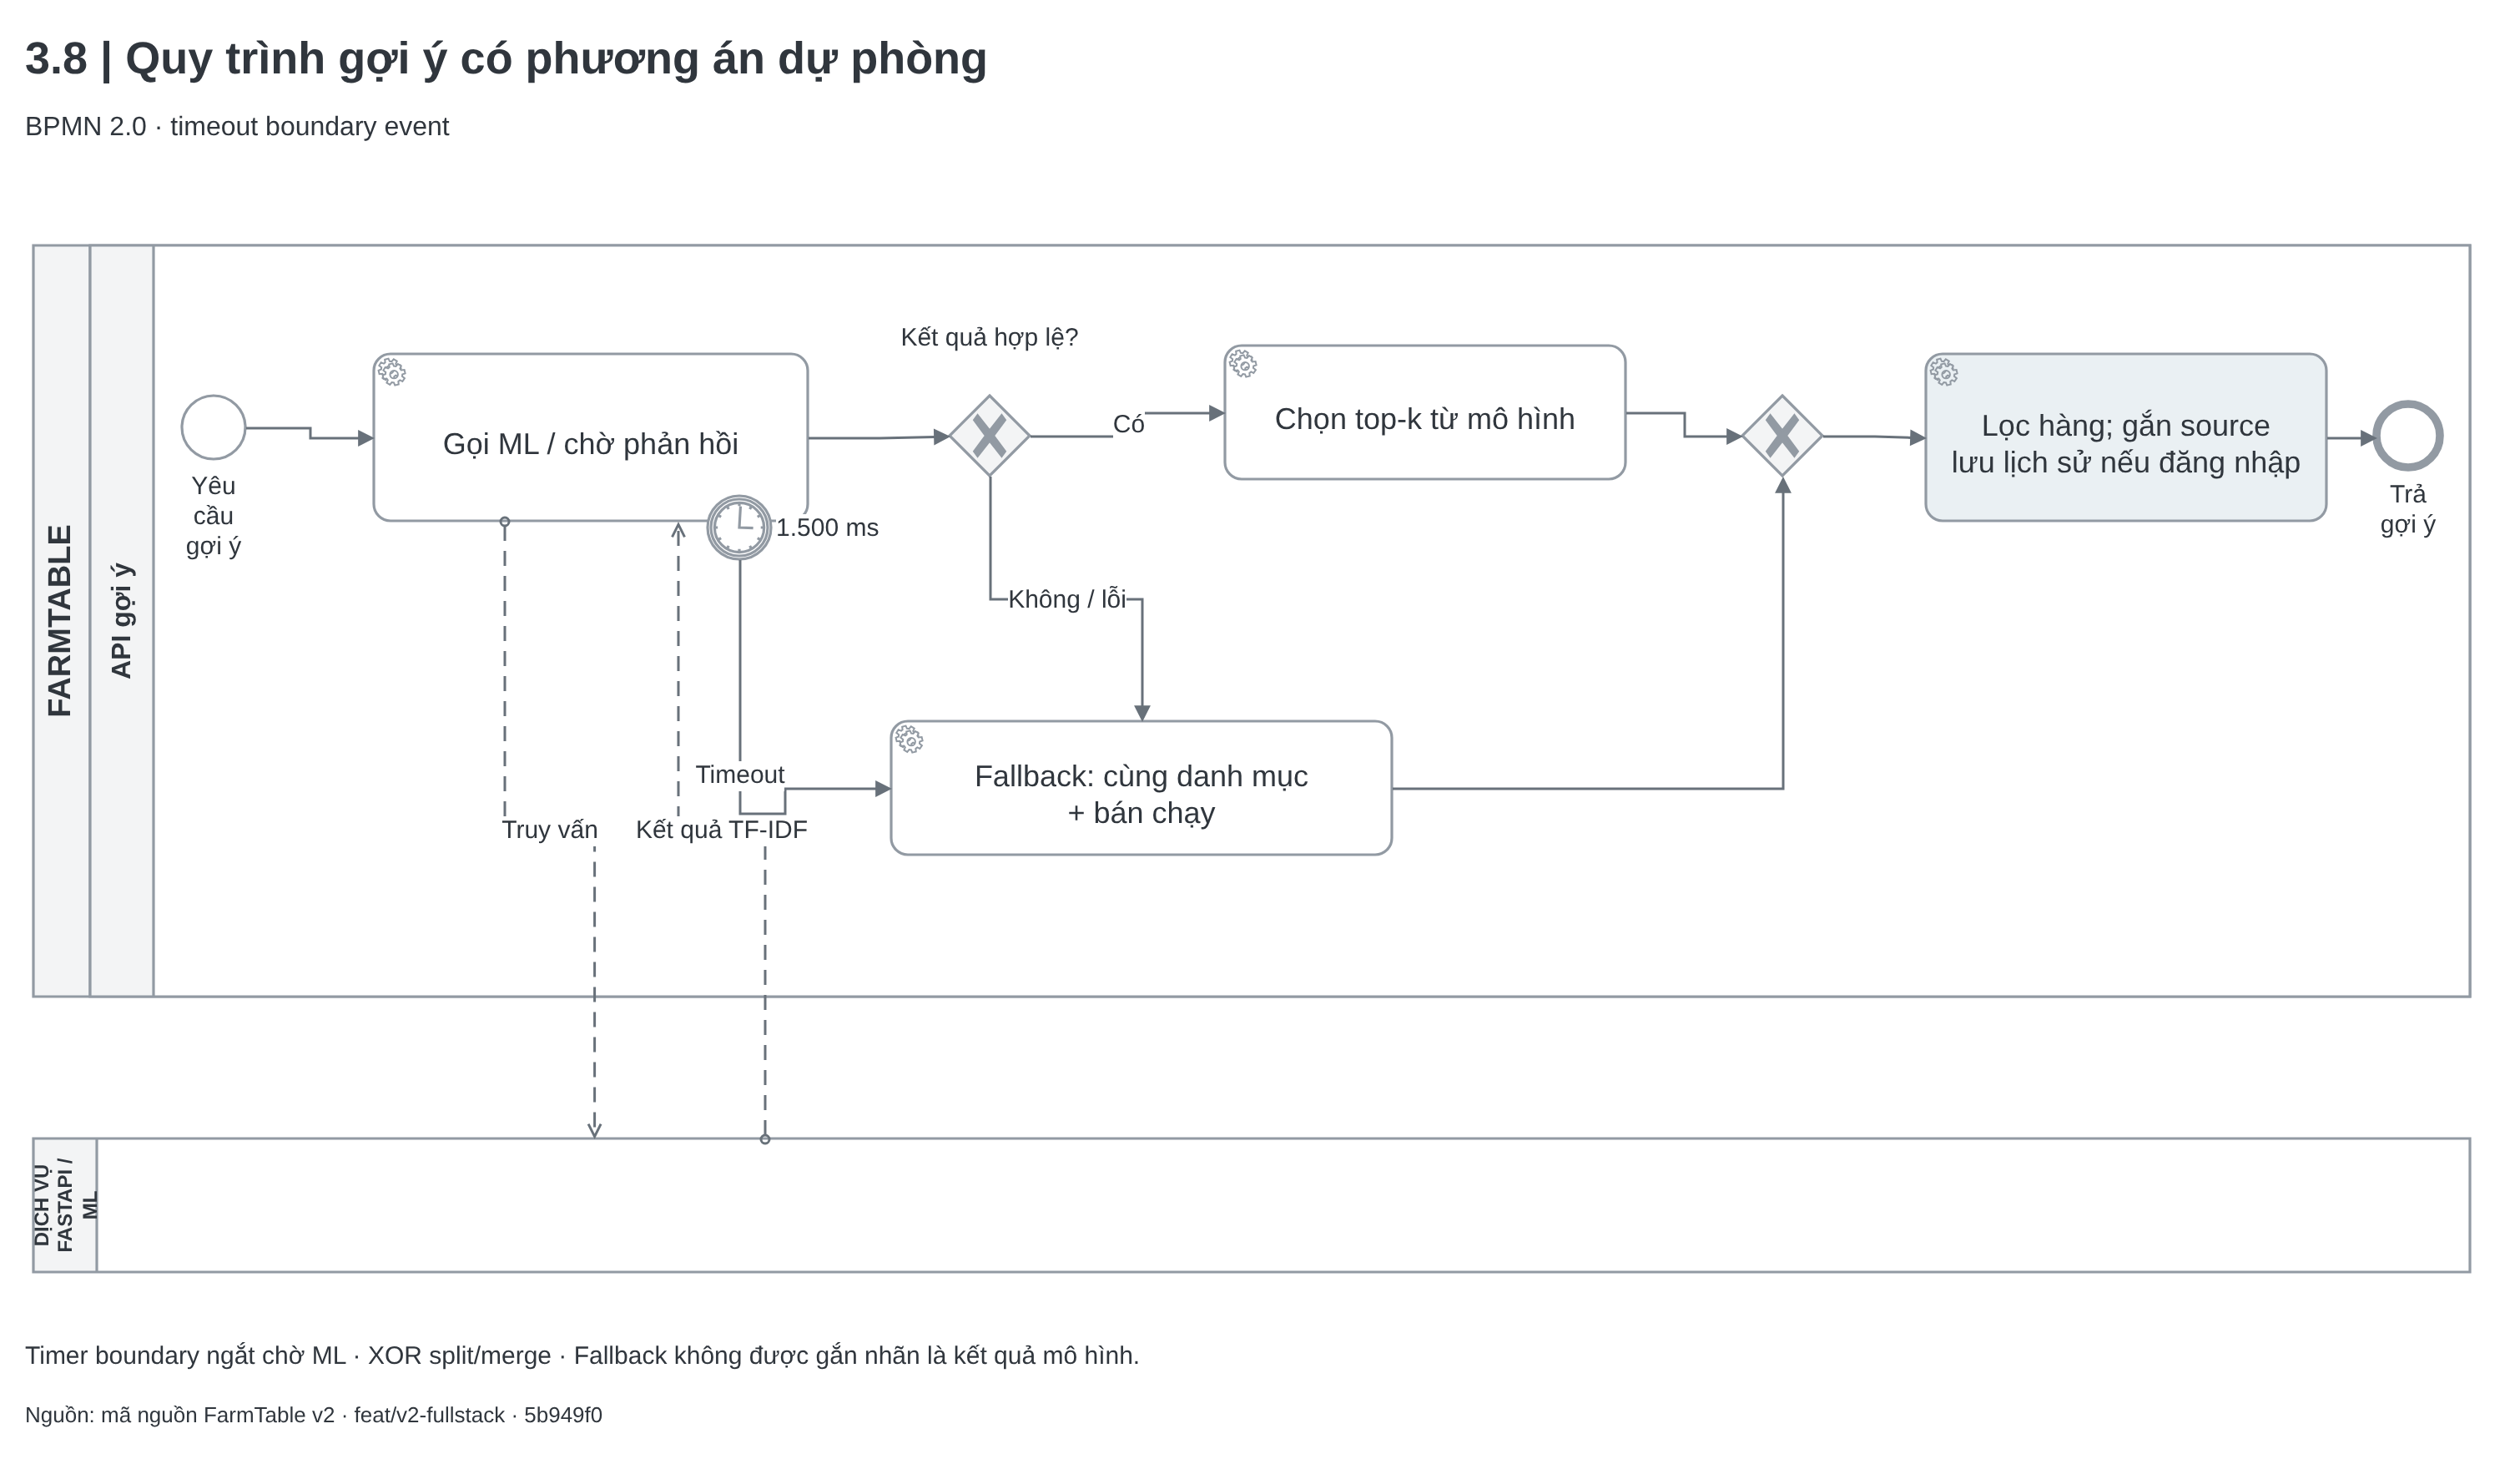 3.8 | Quy trình gợi ý có phương án dự phòng
BPMN 2.0 · timeout boundary event
FARMTABLE
API gợi ý
Yêu
cầu
gợi ý
Gọi ML / chờ phản hồi
1.500 ms
Kết quả hợp lệ?
Có
Chọn top-k từ mô hình
Lọc hàng; gắn source
lưu lịch sử nếu đăng nhập
Trả
gợi ý
Không / lỗi
Timeout
Fallback: cùng danh mục
+ bán chạy
Truy vấn
Kết quả TF-IDF
DỊCH VỤ
FASTAPI /
ML
Timer boundary ngắt chờ ML · XOR split/merge · Fallback không được gắn nhãn là kết quả mô hình.
Nguồn: mã nguồn FarmTable v2 · feat/v2-fullstack · 5b949f0